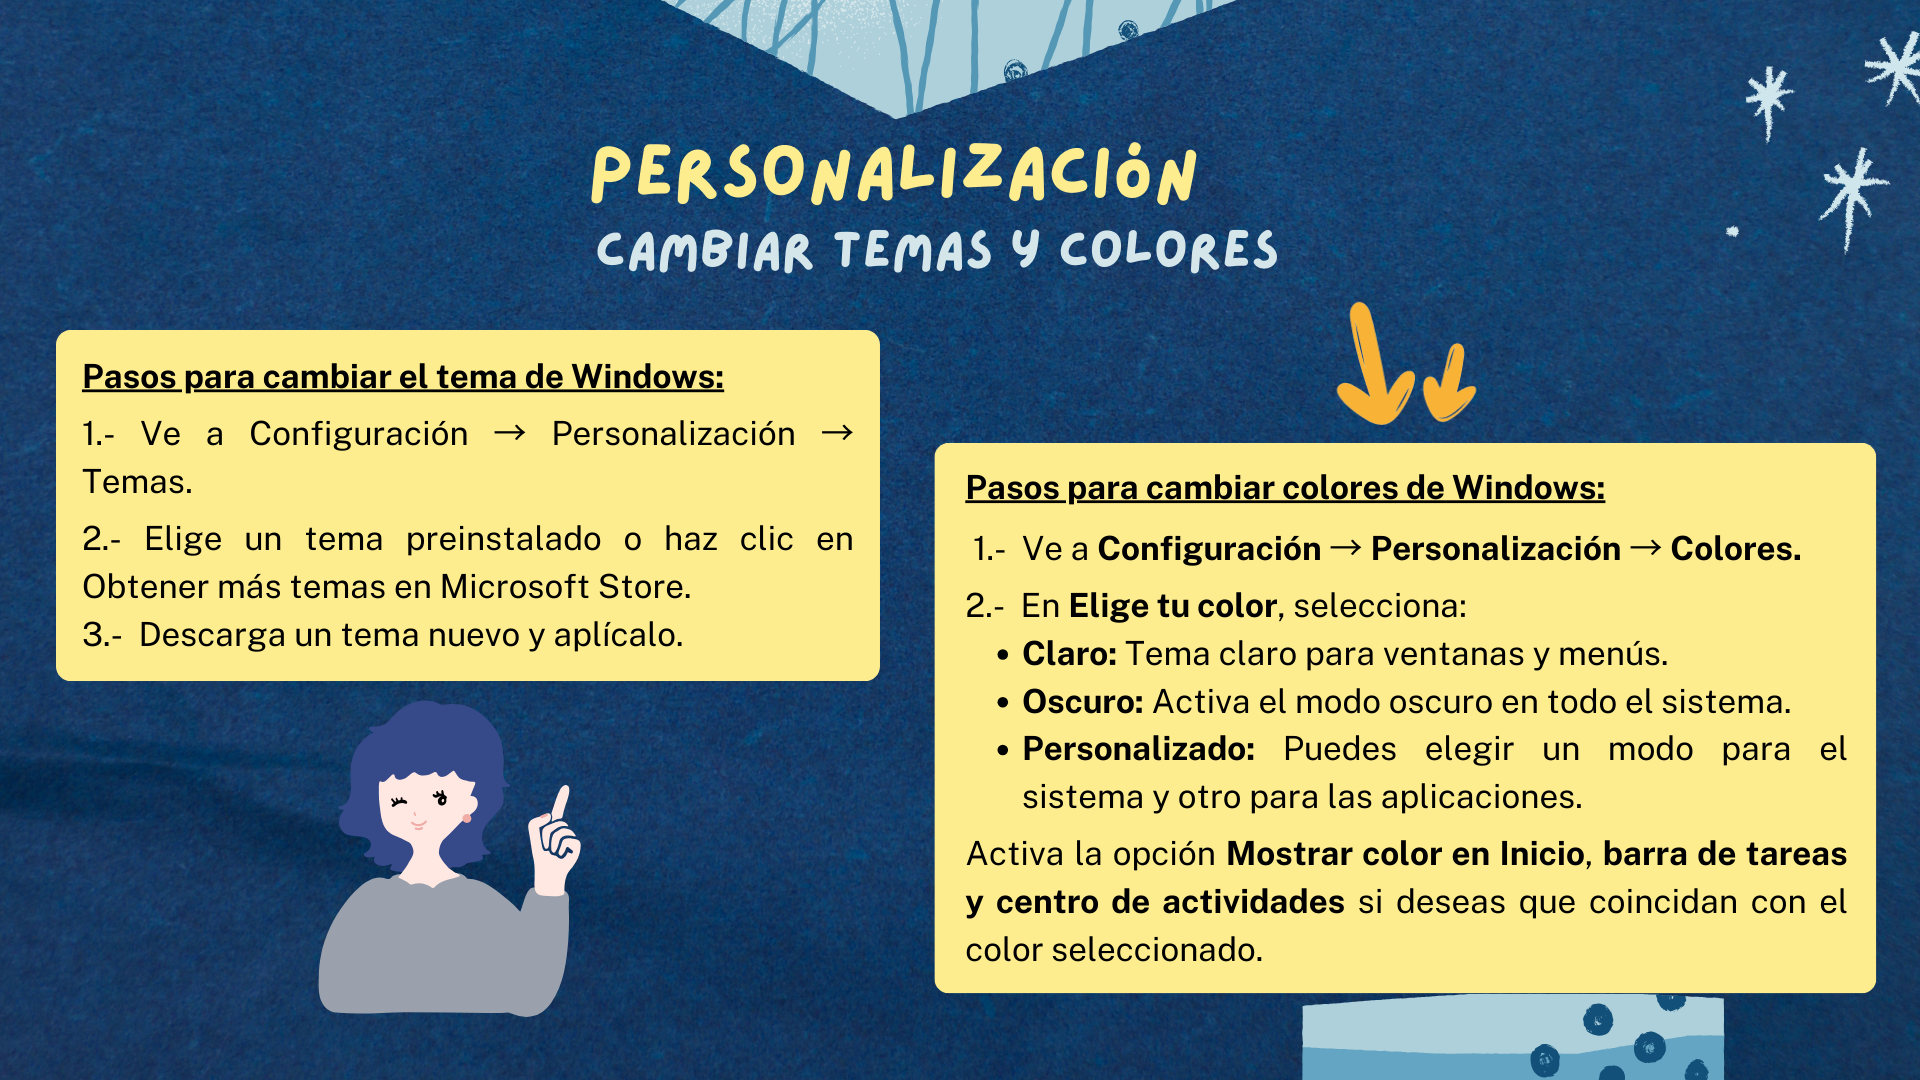 PERSONALIZACIÓN
CAMBIAR TEMAS Y COLORES
Pasos para cambiar el tema de Windows:
1.- Ve a Configuración → Personalización →
Temas.
2.- Elige un tema preinstalado o haz clic en
Obtener más temas en Microsoft Store.
3.- Descarga un tema nuevo y aplícalo.
Pasos para cambiar colores de Windows:
1.- Ve a Configuración → Personalización → Colores.
2.- En Elige tu color, selecciona:
• Claro: Tema claro para ventanas y menús.
• Oscuro: Activa el modo oscuro en todo el sistema.
• Personalizado: Puedes elegir un modo para el
sistema y otro para las aplicaciones.
Activa la opción Mostrar color en Inicio, barra de tareas
y centro de actividades si deseas que coincidan con el
color seleccionado.